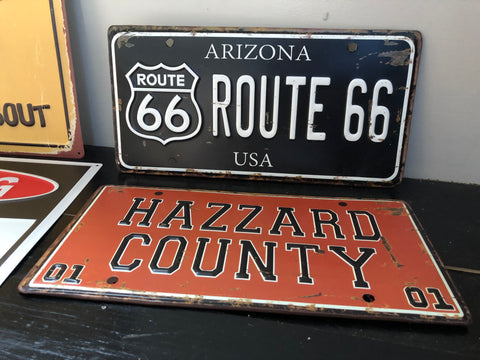 ARIZONA
ROUTE
66
ROUTE 66
USA
HAZZARD
COUNTY
01
01
OUT